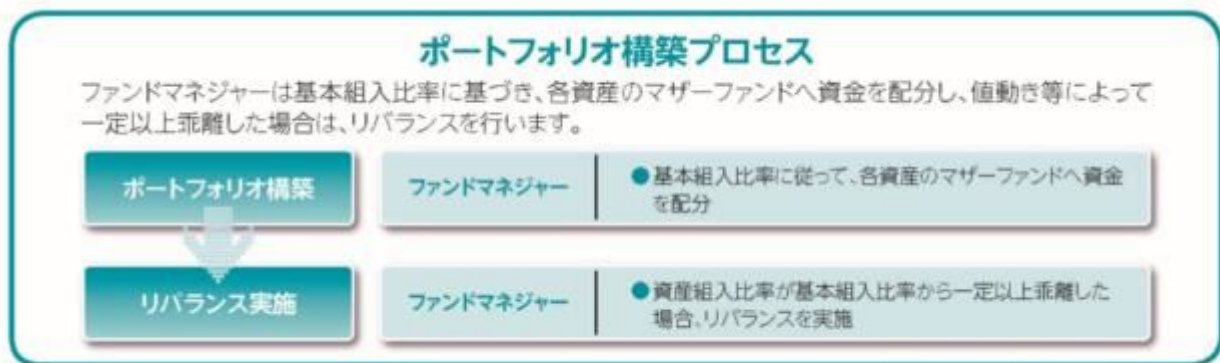 ポートフォリオ構築プロセス
ファンドマネジャーは基本組入比率に基づき、各資産のマザーファンドへ資金を配分し、値動き等によって
一定以上乖離した場合は、リバランスを行います。
ポートフォリオ構築
ファンドマネジャー
●基本組入比率に従って、各資産のマザーファンドへ資金
を配分
リバランス実施
ファンドマネジャー
●資産組入比率が基本組入比率から一定以上乖離した
場合、リバランスを実施